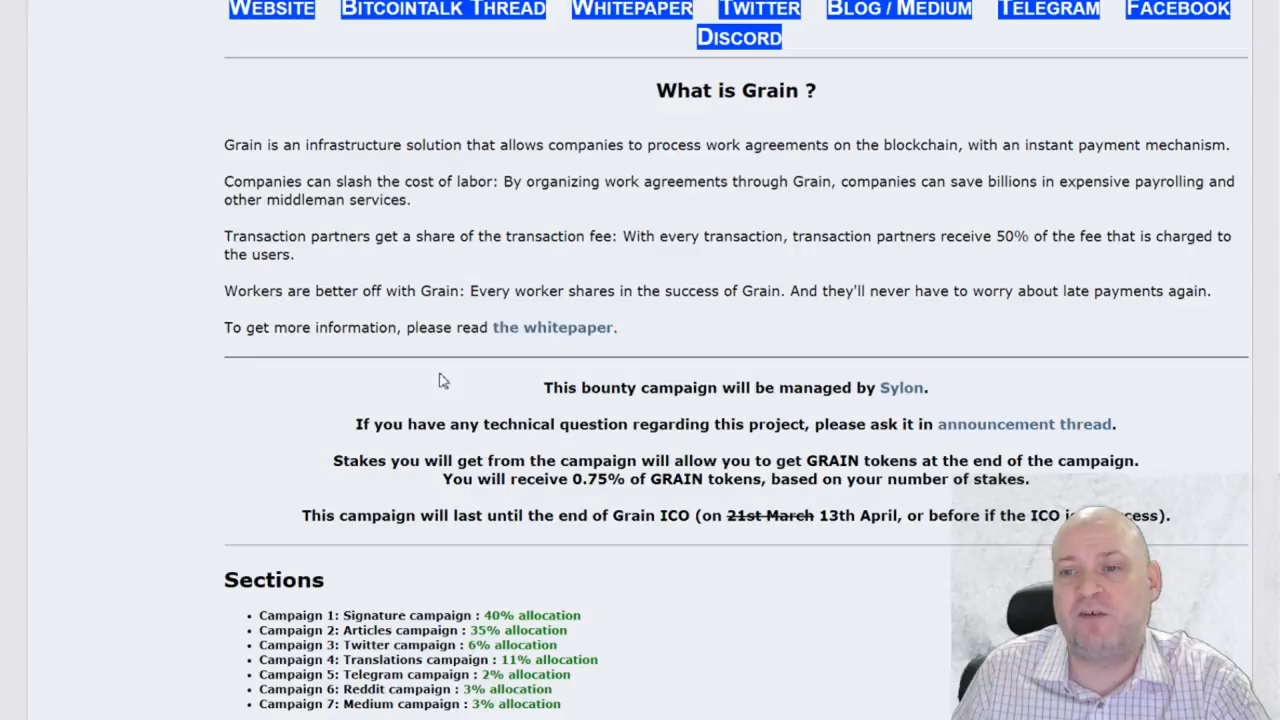 WEBSITE BITCOINTALK THREAD WHITEPAPER TWITTER BLOG / MEDIUM TELEGRAM FACEBOOK
DISCORD
What is Grain ?
Grain is an infrastructure solution that allows companies to process work agreements on the blockchain, with an instant payment mechanism.
Companies can slash the cost of labor: By organizing work agreements through Grain, companies can save billions in expensive payrolling and
other middleman services.
Transaction partners get a share of the transaction fee: With every transaction, transaction partners receive 50% of the fee that is charged to
the users.
Workers are better off with Grain: Every worker shares in the success of Grain. And they'll never have to worry about late payments again.
To get more information, please read the whitepaper.
This bounty campaign will be managed by Sylon.
If you have any technical question regarding this project, please ask it in announcement thread.
Stakes you will get from the campaign will allow you to get GRAIN tokens at the end of the campaign.
You will receive 0.75% of GRAIN tokens, based on your number of stakes.
This campaign will last until the end of Grain ICO (on 21st March 13th April, or before if the ICO
Sections
• Campaign 1: Signature campaign : 40% allocation
• Campaign 2: Articles campaign : 35% allocation
• Campaign 3: Twitter campaign : 6% allocation
• Campaign 4: Translations campaign : 11% allocation
• Campaign 5: Telegram campaign : 2% allocation
• Campaign 6: Reddit campaign : 3% allocation
• Campaign 7: Medium campaign : 3% allocation